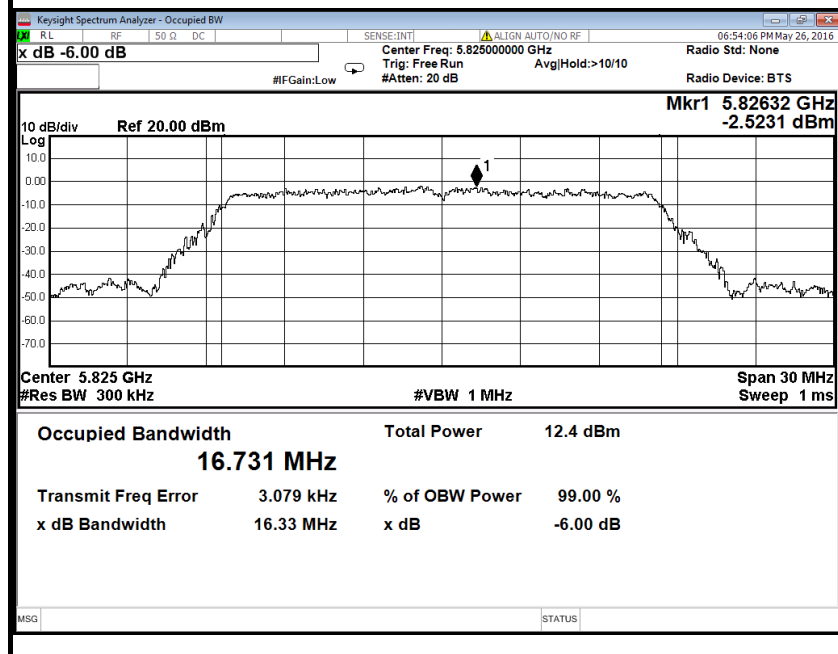 Keysight Spectrum Analyzer - Occupied BW
RL RF 50 Ω DC SENSE:INT ALIGN AUTO/NO RF 06:54:06 PM May 26, 2016
x dB -6.00 dB
Center Freq: 5.825000000 GHz Radio Std: None
Trig: Free Run Avg|Hold:>10/10
#IFGain:Low #Atten: 20 dB Radio Device: BTS
Mkr1 5.82632 GHz
-2.5231 dBm
10 dB/div Ref 20.00 dBm
Log
10.0
0.00
-10.0
-20.0
-30.0
-40.0
-50.0
-60.0
-70.0
1
Center 5.825 GHz Span 30 MHz
#Res BW 300 kHz #VBW 1 MHz Sweep 1 ms
Occupied Bandwidth Total Power 12.4 dBm
16.731 MHz
Transmit Freq Error 3.079 kHz % of OBW Power 99.00 %
x dB Bandwidth 16.33 MHz x dB -6.00 dB
MSG STATUS